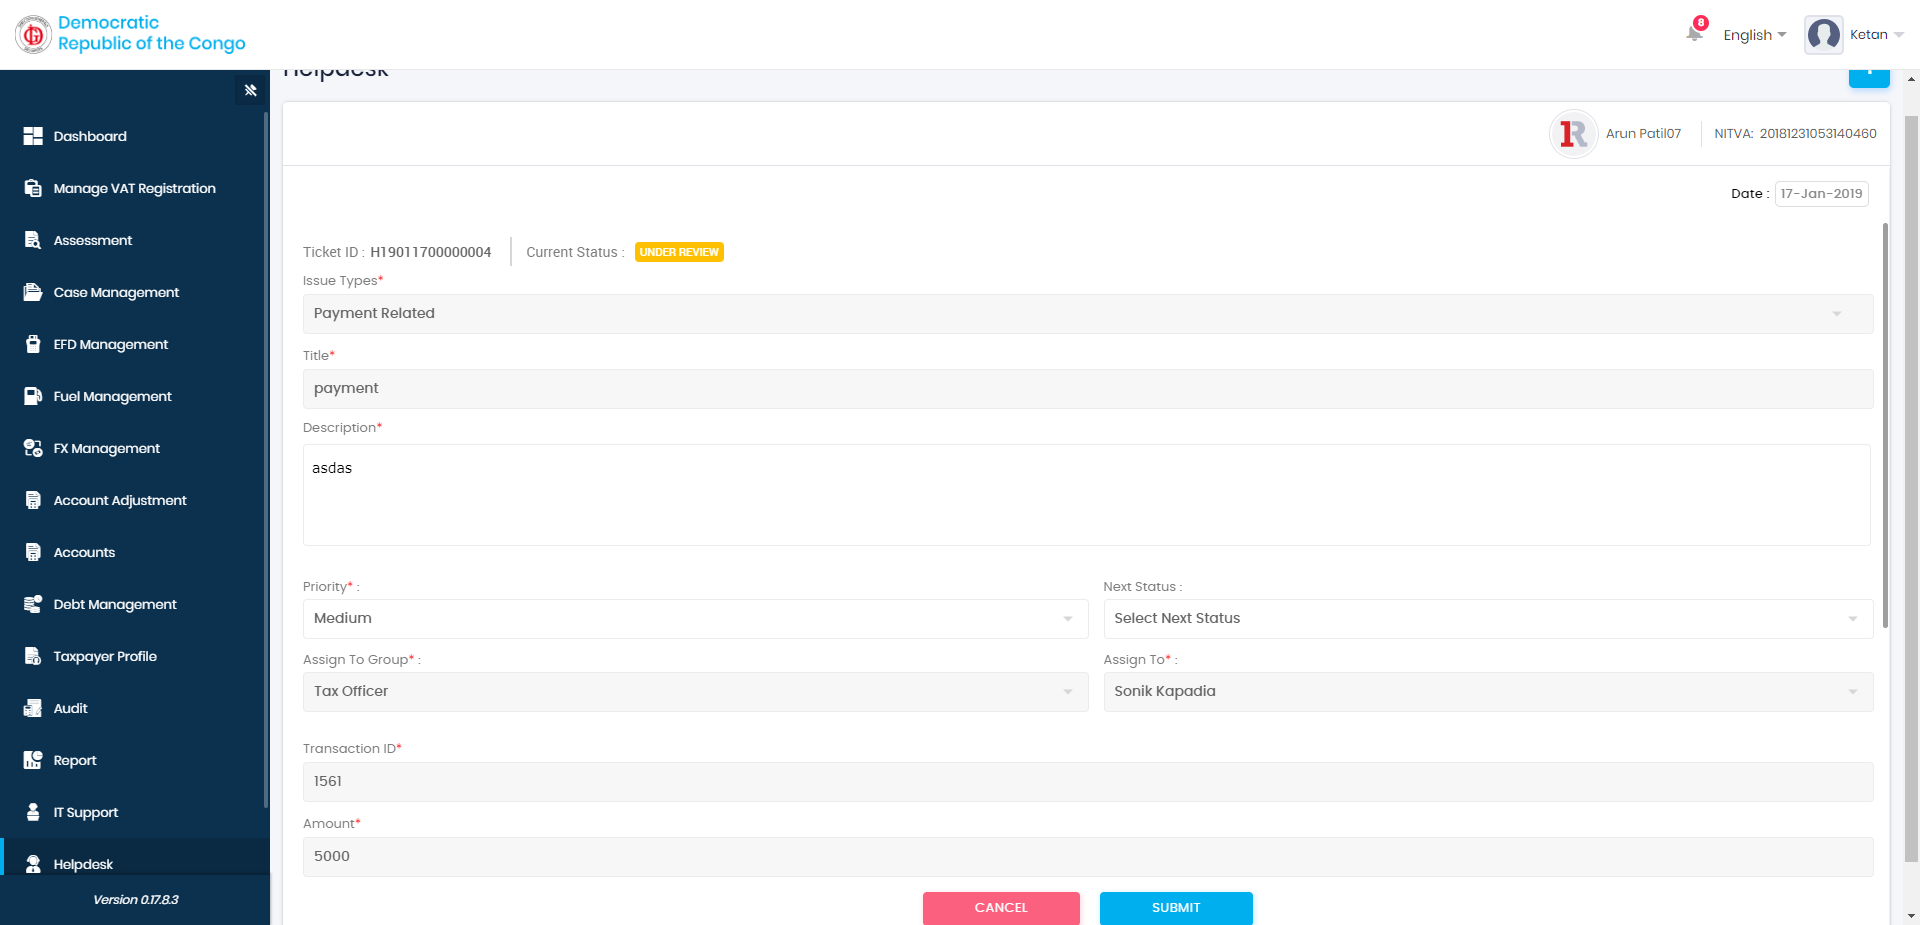 Democratic
Republic of the Congo
8
English
Ketan
Helpdesk
Dashboard
Manage VAT Registration
Assessment
Case Management
EFD Management
Fuel Management
FX Management
Account Adjustment
Accounts
Debt Management
Taxpayer Profile
Audit
Report
IT Support
Helpdesk
Version 0.17.8.3
Arun Patil07
NITVA: 20181231053140460
Date : 17-Jan-2019
Ticket ID : H19011700000004
Current Status : UNDER REVIEW
Issue Types*
Payment Related
Title*
payment
Description*
asdas
Priority* :
Medium
Next Status :
Select Next Status
Assign To Group* :
Tax Officer
Assign To* :
Sonik Kapadia
Transaction ID*
1561
Amount*
5000
CANCEL
SUBMIT